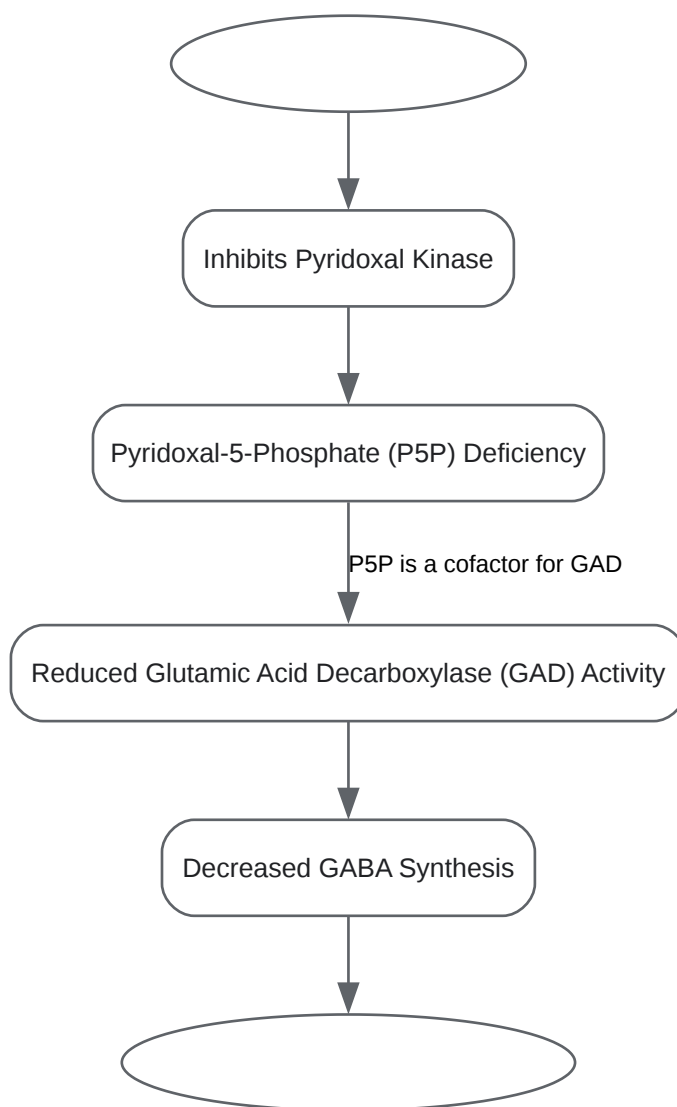 Inhibits Pyridoxal Kinase
Pyridoxal-5-Phosphate (P5P) Deficiency
P5P is a cofactor for GAD
Reduced Glutamic Acid Decarboxylase (GAD) Activity
Decreased GABA Synthesis